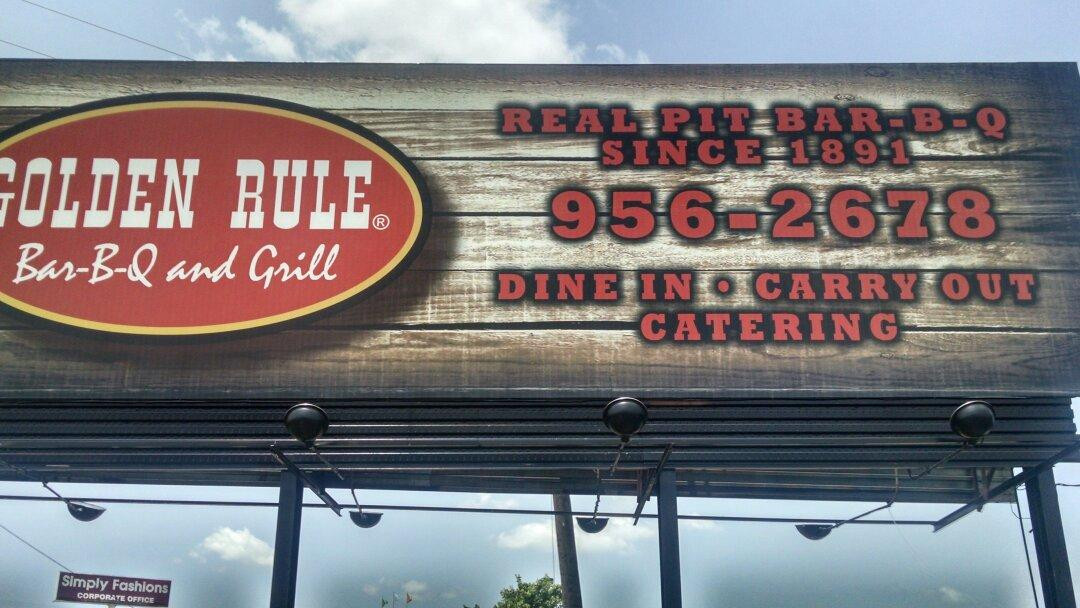 GOLDEN RULE®
Bar-B-Q and Grill
REAL PIT BAR-B-Q
SINCE 1891
956-2678
DINE IN • CARRY OUT
CATERING
Simply Fashions
CORPORATE OFFICE